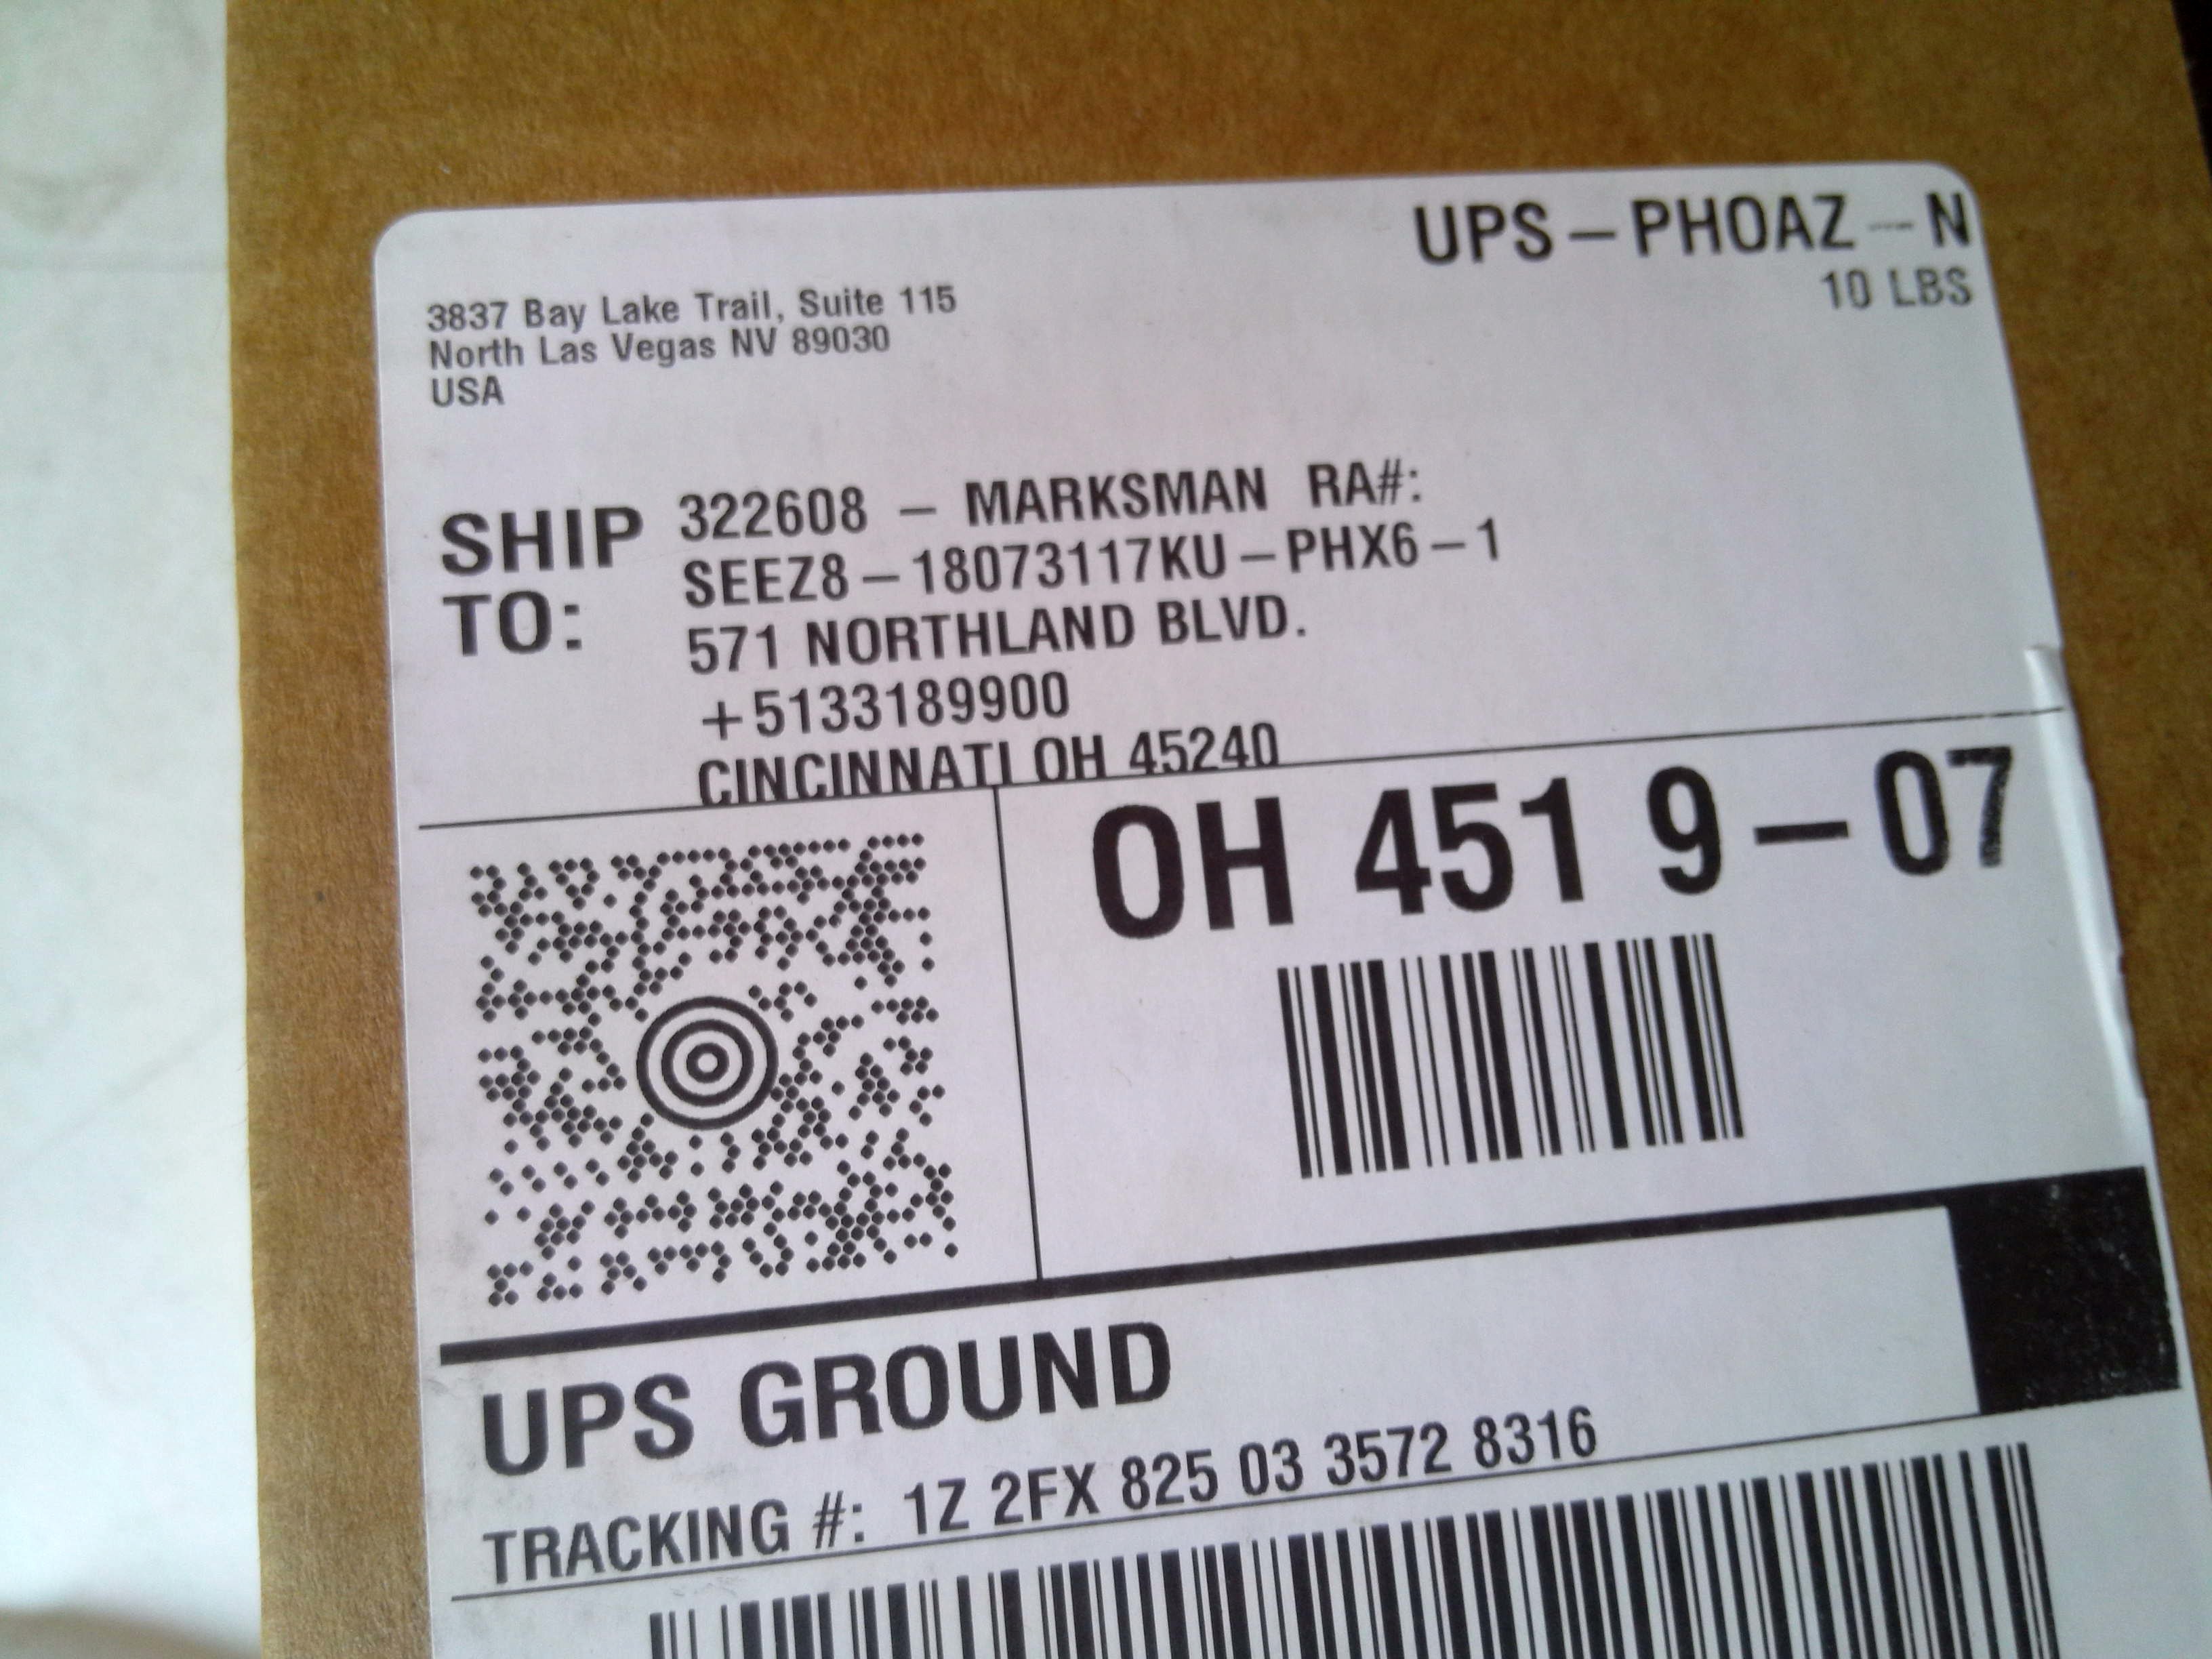 UPS – PHOAZ – N
10 LBS
3837 Bay Lake Trail, Suite 115
North Las Vegas NV 89030
USA
SHIP TO:
322608 – MARKSMAN RA#:
SEEZ8 – 18073117KU – PHX6 – 1
571 NORTHLAND BLVD.
+5133189900
CINCINNATI OH 45240
OH 451 9 – 07
UPS GROUND
TRACKING #: 1Z 2FX 825 03 3572 8316